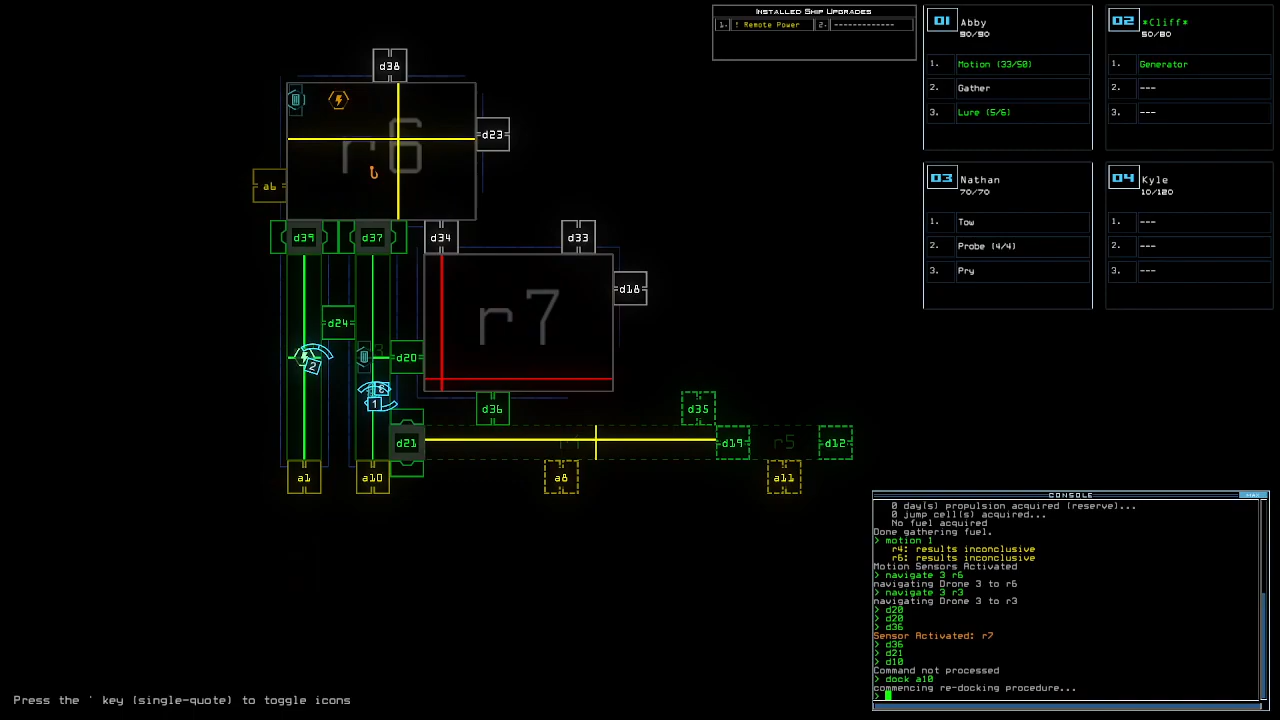 Installed Ship Upgrades
1. ! Remote Power 2. -------------
01 Abby
90/90
1. Motion (33/50)
2. Gather
3. Lure (5/6)
02 *Cliff*
50/80
1. Generator
2. ---
3. ---
03 Nathan
70/70
1. Tow
2. Probe (4/4)
3. Pry
04 Kyle
10/120
1. ---
2. ---
3. ---
d38
r6
d23
a6
d39
d37
d34
d33
r7
d18
d24
d20
2
1
d36
d35
d21
d19
r5
d12
a1
a10
a8
a11
CONSOLE
MAX
0 day(s) propulsion acquired (reserve)...
0 jump cell(s) acquired...
No fuel acquired
Done gathering fuel.
> motion 1
r4: results inconclusive
r6: results inconclusive
Motion Sensors Activated
> navigate 3 r6
navigating Drone 3 to r6
> navigate 3 r3
navigating Drone 3 to r3
> d20
> d20
> d36
Sensor Activated: r7
> d36
> d21
> d10
Command not processed
> dock a10
commencing re-docking procedure...
>
Press the ' key (single-quote) to toggle icons